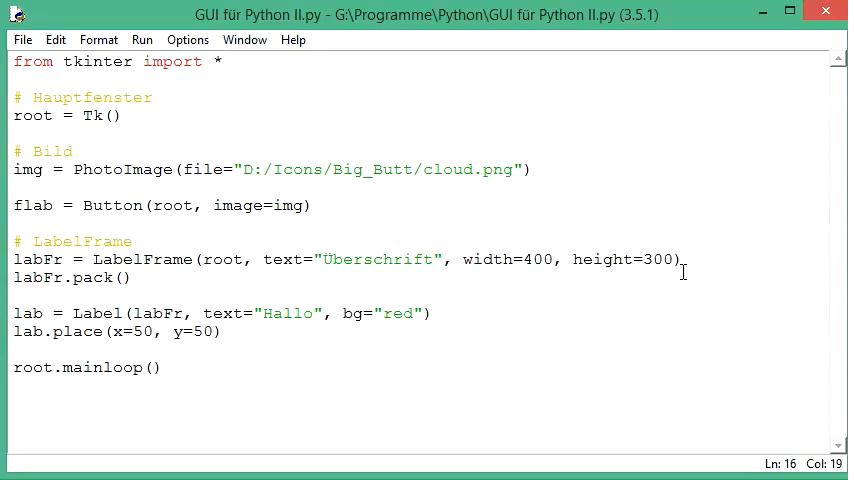 GUI für Python II.py - G:\Programme\Python\GUI für Python II.py (3.5.1)
File Edit Format Run Options Window Help
from tkinter import *
# Hauptfenster
root = Tk()
# Bild
img = PhotoImage(file="D:/Icons/Big_Butt/cloud.png")
flab = Button(root, image=img)
# LabelFrame
labFr = LabelFrame(root, text="Überschrift", width=400, height=300)
labFr.pack()
lab = Label(labFr, text="Hallo", bg="red")
lab.place(x=50, y=50)
root.mainloop()
Ln: 16 Col: 19